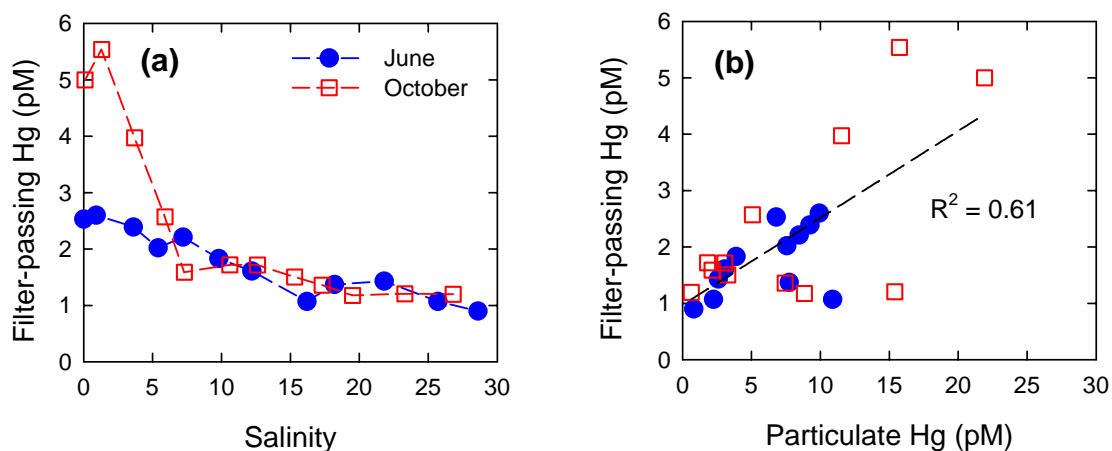 (a)
June
October
Filter-passing Hg (pM)
6
5
4
3
2
1
0
0 5 10 15 20 25 30
Salinity
(b)
R² = 0.61
Filter-passing Hg (pM)
6
5
4
3
2
1
0
0 5 10 15 20 25 30
Particulate Hg (pM)